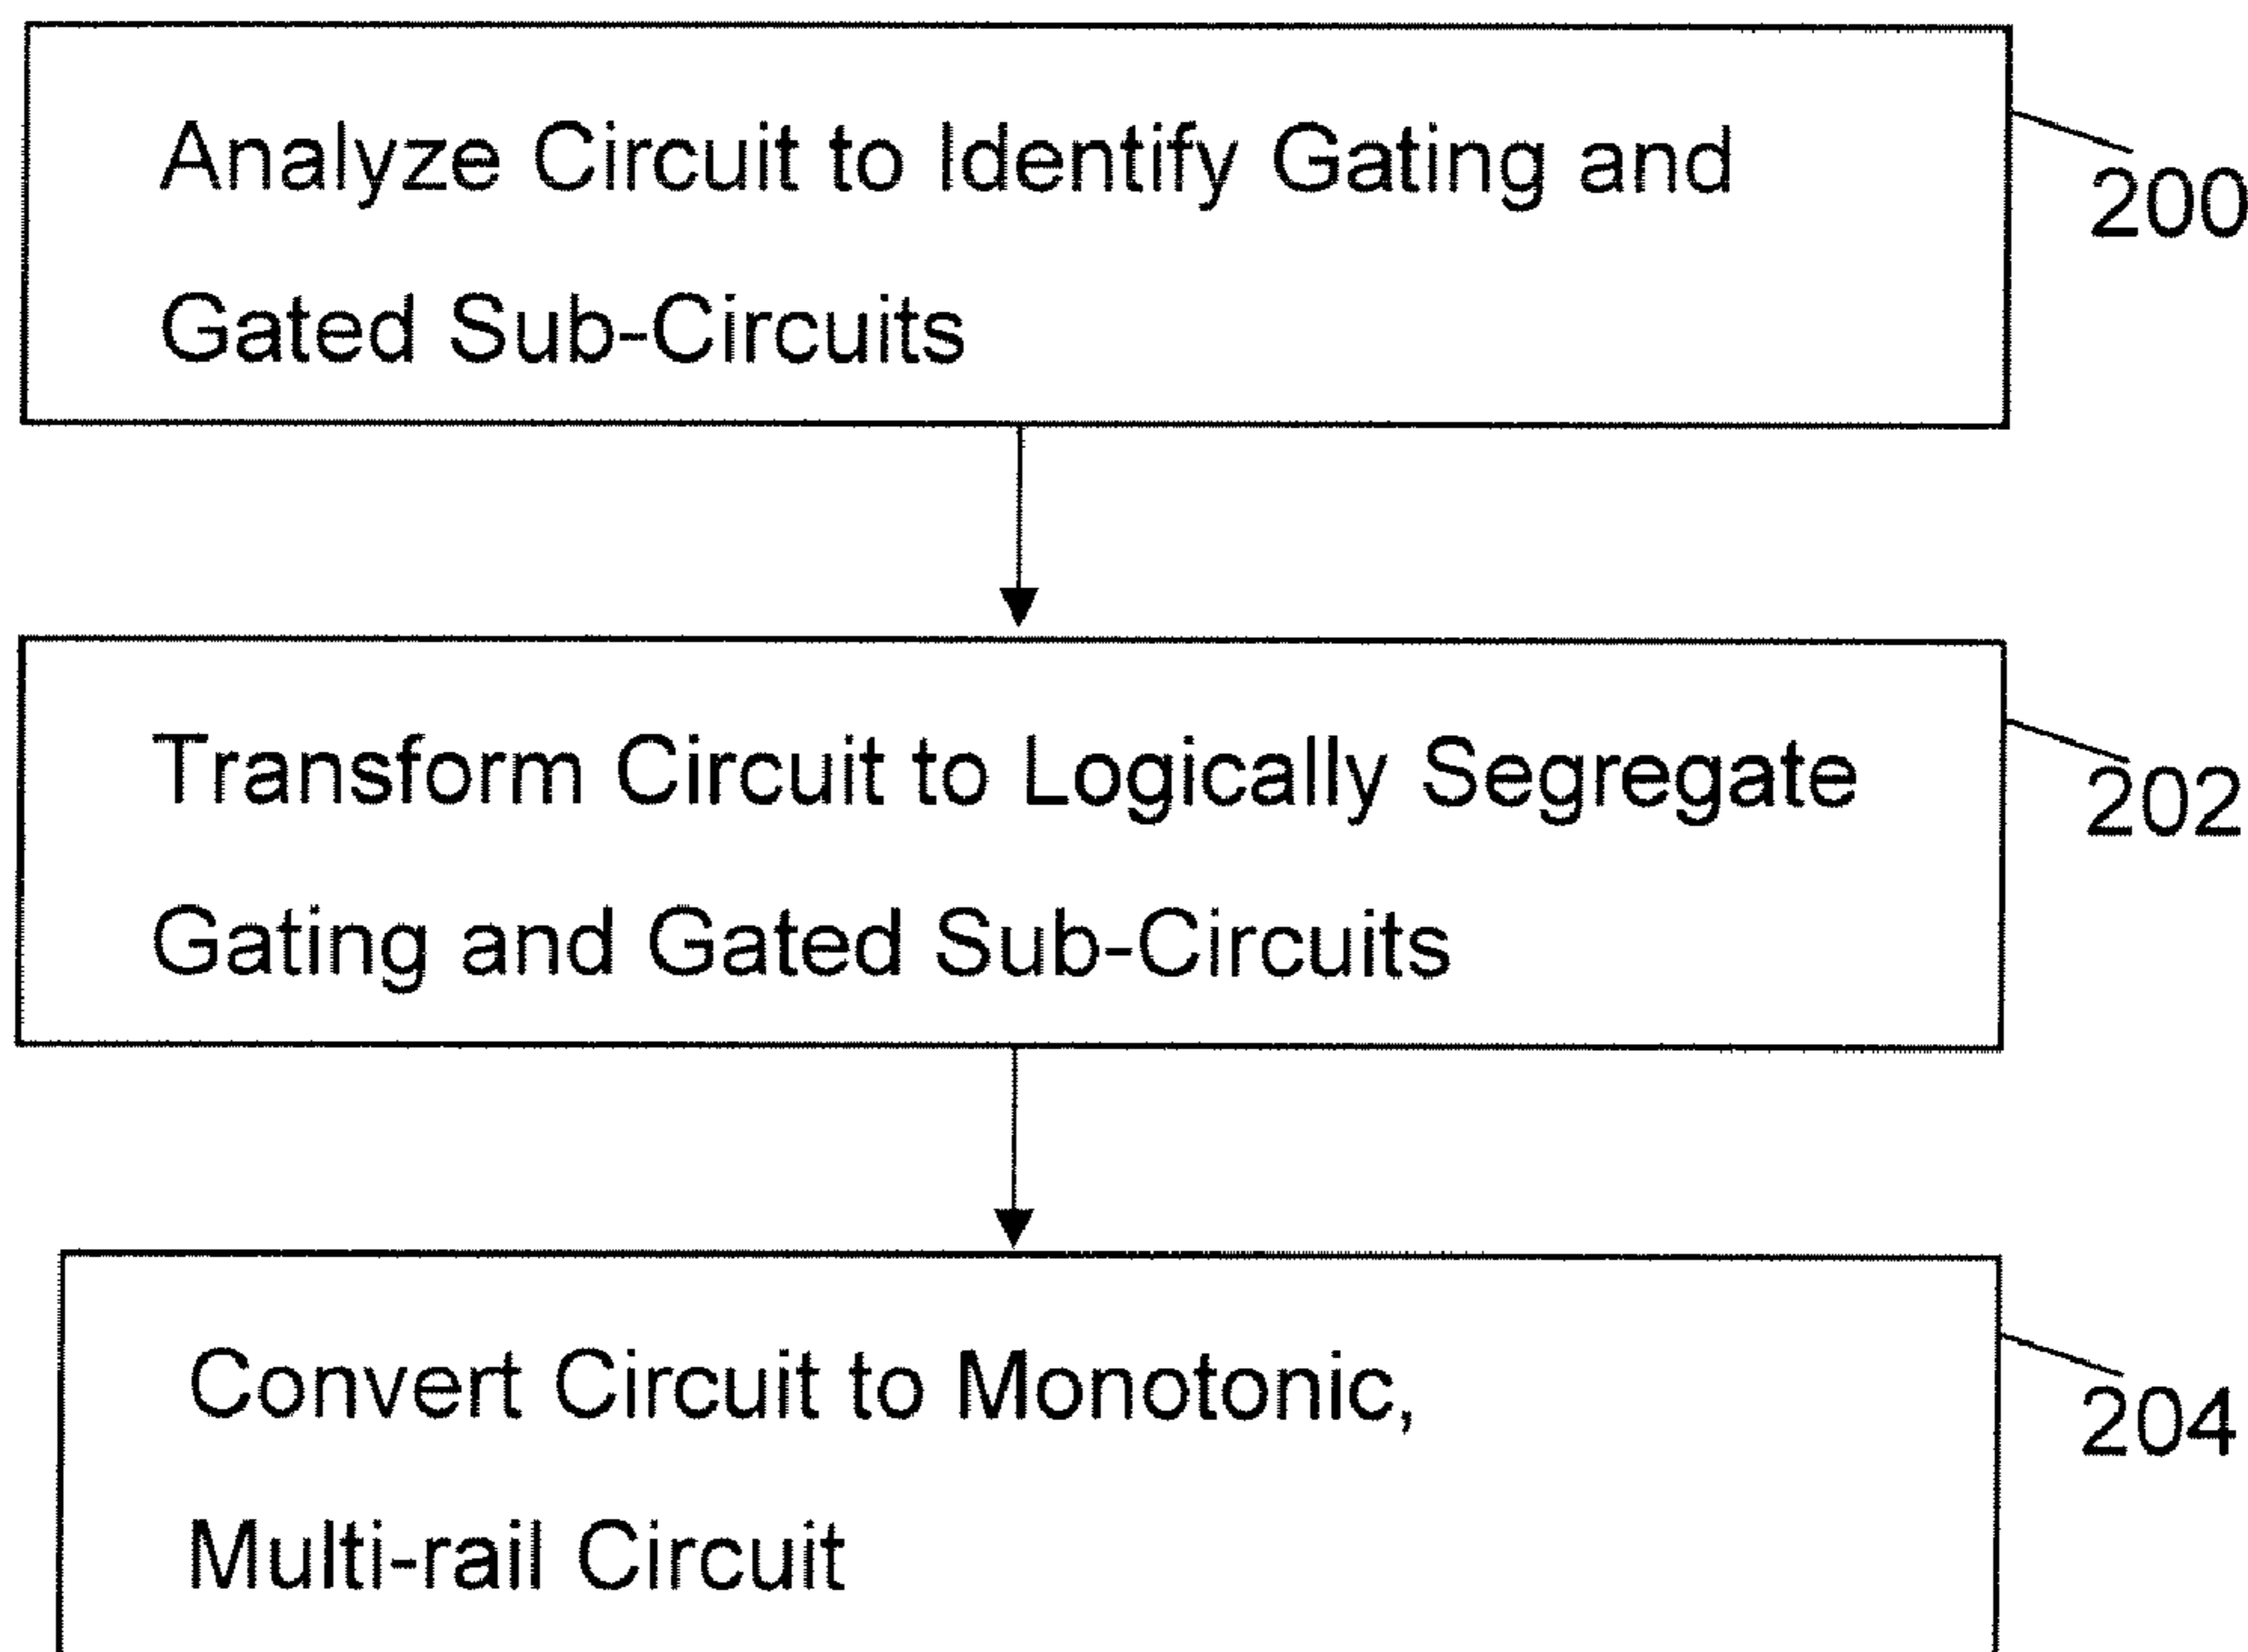 Analyze Circuit to Identify Gating and
Gated Sub-Circuits
200
Transform Circuit to Logically Segregate
Gating and Gated Sub-Circuits
202
Convert Circuit to Monotonic,
Multi-rail Circuit
204